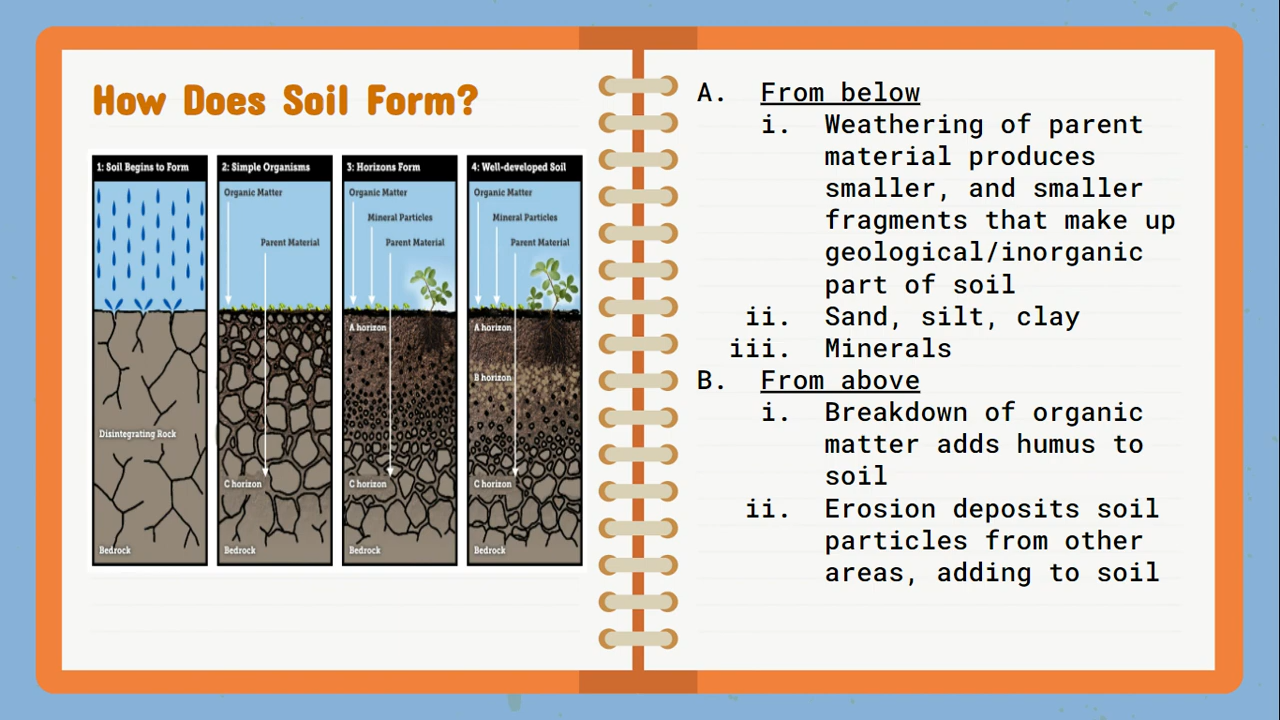 How Does Soil Form?
1: Soil Begins to Form
Disintegrating Rock
Bedrock
2: Simple Organisms
Organic Matter
Parent Material
C horizon
Bedrock
3: Horizons Form
Organic Matter
Mineral Particles
Parent Material
A horizon
C horizon
Bedrock
4: Well-developed Soil
Organic Matter
Mineral Particles
Parent Material
A horizon
B horizon
C horizon
Bedrock
A. From below
i. Weathering of parent
material produces
smaller, and smaller
fragments that make up
geological/inorganic
part of soil
ii. Sand, silt, clay
iii. Minerals
B. From above
i. Breakdown of organic
matter adds humus to
soil
ii. Erosion deposits soil
particles from other
areas, adding to soil